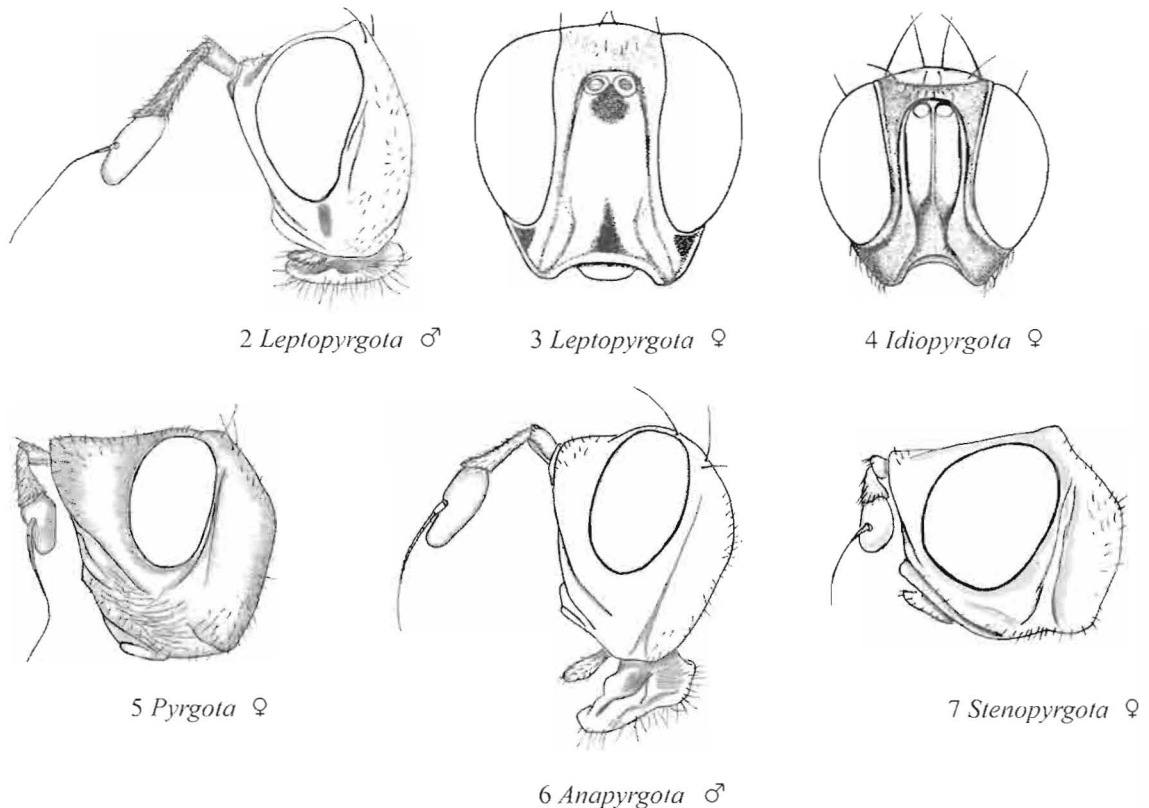 2 Leptopyrgota ♂
3 Leptopyrgota ♀
4 Idiopyrgota ♀
5 Pyrgota ♀
6 Anapyrgota ♂
7 Stenopyrgota ♀